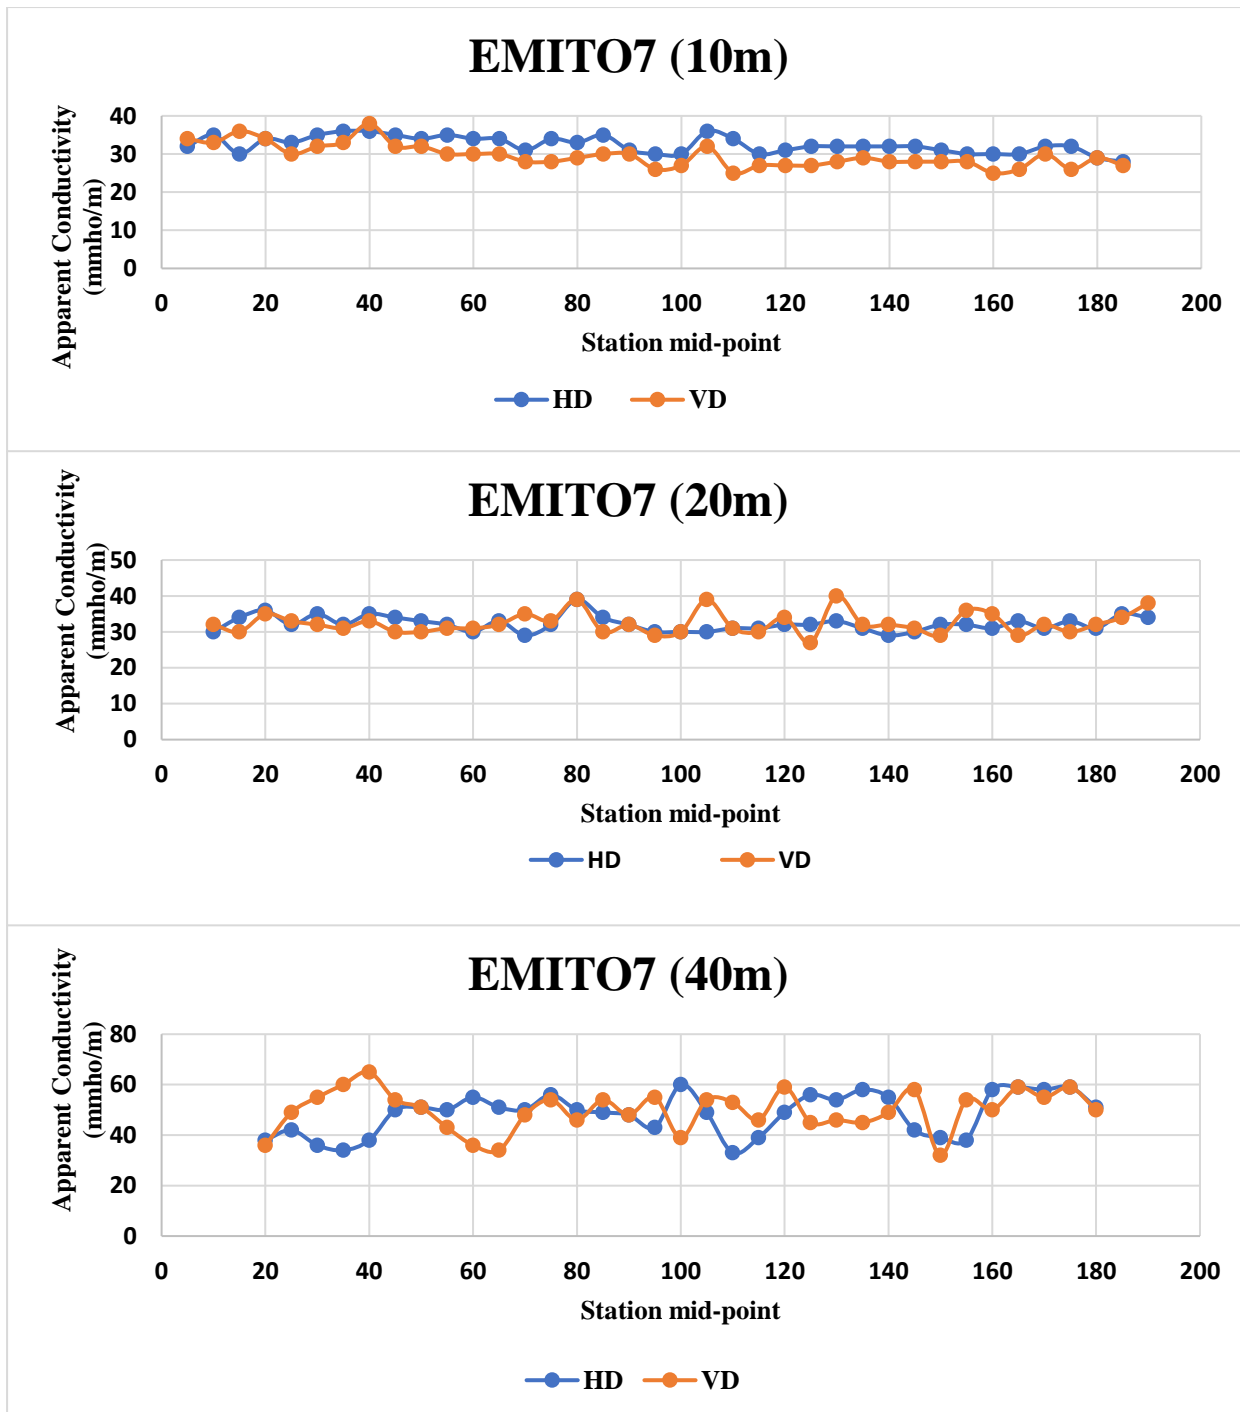 EMITO7 (10m)
Apparent Conductivity
(mmho/m)
40
30
20
10
0
0 20 40 60 80 100 120 140 160 180 200
Station mid-point
HD VD
EMITO7 (20m)
Apparent Conductivity
(mmho/m)
50
40
30
20
10
0
0 20 40 60 80 100 120 140 160 180 200
Station mid-point
HD VD
EMITO7 (40m)
Apparent Conductivity
(mmho/m)
80
60
40
20
0
0 20 40 60 80 100 120 140 160 180 200
Station mid-point
HD VD